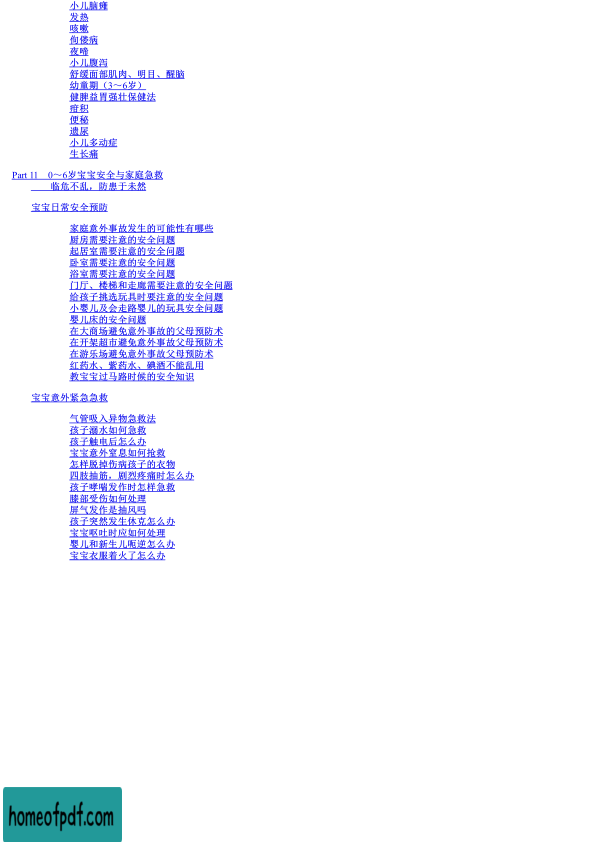 小儿脑瘫
发热
咳嗽
佝偻病
夜啼
小儿腹泻
舒缓面部肌肉、明目、醒脑
幼童期（3～6岁）
健脾益胃强壮保健法
疳积
便秘
遗尿
小儿多动症
生长痛
Part 11 0～6岁宝宝安全与家庭急救
临危不乱，防患于未然
宝宝日常安全预防
家庭意外事故发生的可能性有哪些
厨房需要注意的安全问题
起居室需要注意的安全问题
卧室需要注意的安全问题
浴室需要注意的安全问题
门厅、楼梯和走廊需要注意的安全问题
给孩子挑选玩具时要注意的安全问题
小婴儿及会走路婴儿的玩具安全问题
婴儿床的安全问题
在大商场避免意外事故的父母预防术
在开架超市避免意外事故父母预防术
在游乐场避免意外事故父母预防术
红药水、紫药水、碘酒不能乱用
教宝宝过马路时候的安全知识
宝宝意外紧急急救
气管吸入异物急救法
孩子溺水如何急救
孩子触电后怎么办
宝宝意外窒息如何抢救
怎样脱掉伤病孩子的衣物
四肢抽筋，剧烈疼痛时怎么办
孩子哮喘发作时怎样急救
膝部受伤如何处理
屏气发作是抽风吗
孩子突然发生休克怎么办
宝宝呕吐时应如何处理
婴儿和新生儿呃逆怎么办
宝宝衣服着火了怎么办
homeofpdf.com